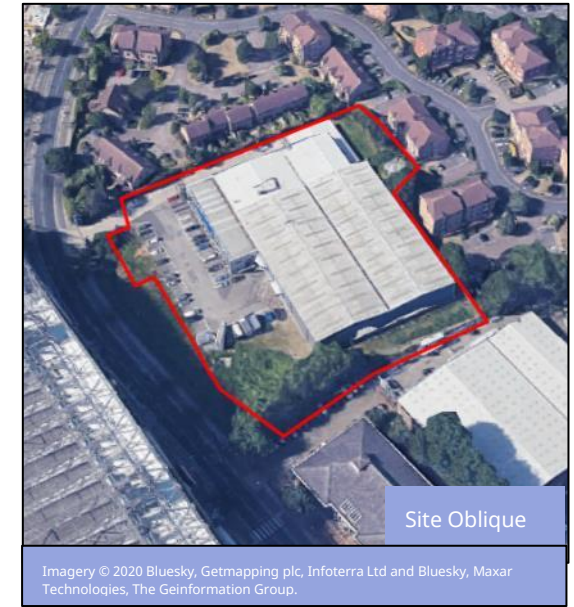 Site Oblique
Imagery © 2020 Bluesky, Getmapping plc, Infoterra Ltd and Bluesky, Maxar
Technologies, The Geinformation Group.